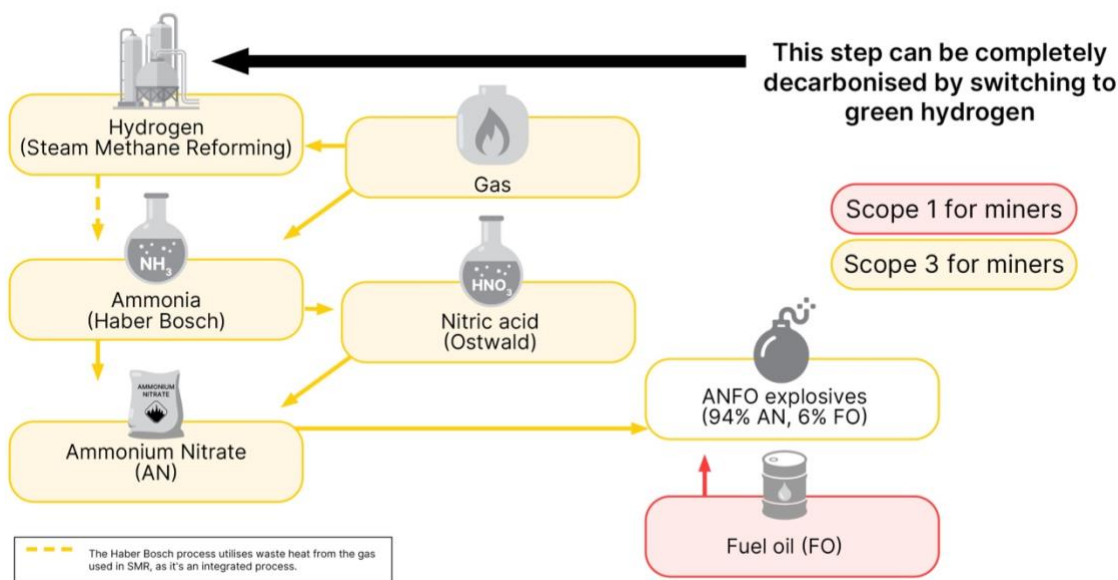 This step can be completely
decarbonised by switching to
green hydrogen
Hydrogen
(Steam Methane Reforming)
Gas
Scope 1 for miners
Scope 3 for miners
NH₃
Ammonia
(Haber Bosch)
HNO₃
Nitric acid
(Ostwald)
AMMONIUM
NITRATE
Ammonium Nitrate
(AN)
ANFO explosives
(94% AN, 6% FO)
Fuel oil (FO)
The Haber Bosch process utilises waste heat from the gas
used in SMR, as it's an integrated process.